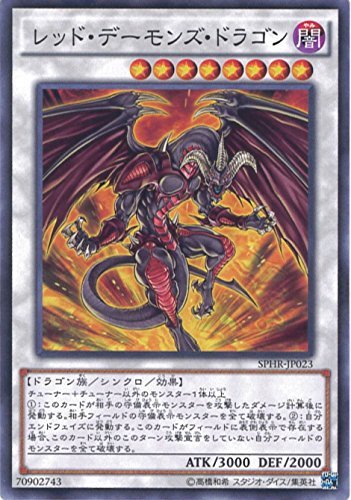 レッド・デーモンズ・ドラゴン
闇
SPHR-JP023
【ドラゴン族/シンクロ/効果】
チューナー+チューナー以外のモンスター1体以上
①:このカードが相手の守備表示モンスターを攻撃したダメージ計算後に
発動する。相手フィールドの守備表示モンスターを全て破壊する。②:自分
エンドフェイズに発動する。このカードがフィールドに表側表示で存在する
場合、このカード以外のこのターン攻撃宣言をしていない自分フィールドの
モンスターを全て破壊する。
ATK/3000 DEF/2000
70902743
©高橋和希 スタジオ・ダイス/集英社